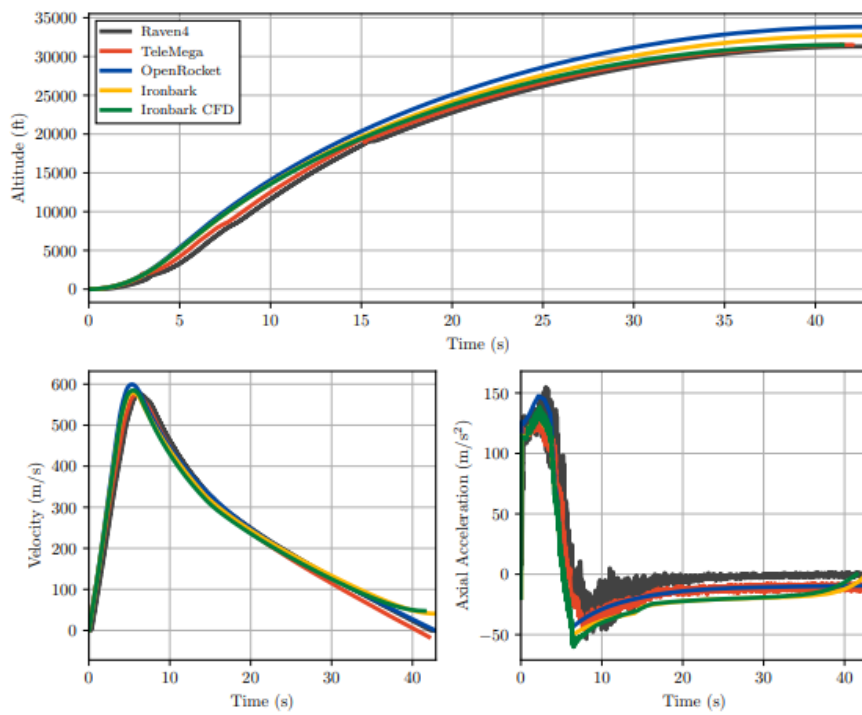 35000
30000
25000
20000
15000
10000
5000
0
Altitude (ft)
Raven4
TeleMega
OpenRocket
Ironbark
Ironbark CFD
0 5 10 15 20 25 30 35 40
Time (s)
600
500
400
300
200
100
0
Velocity (m/s)
0 10 20 30 40
Time (s)
150
100
50
0
−50
Axial Acceleration (m/s²)
0 10 20 30 40
Time (s)